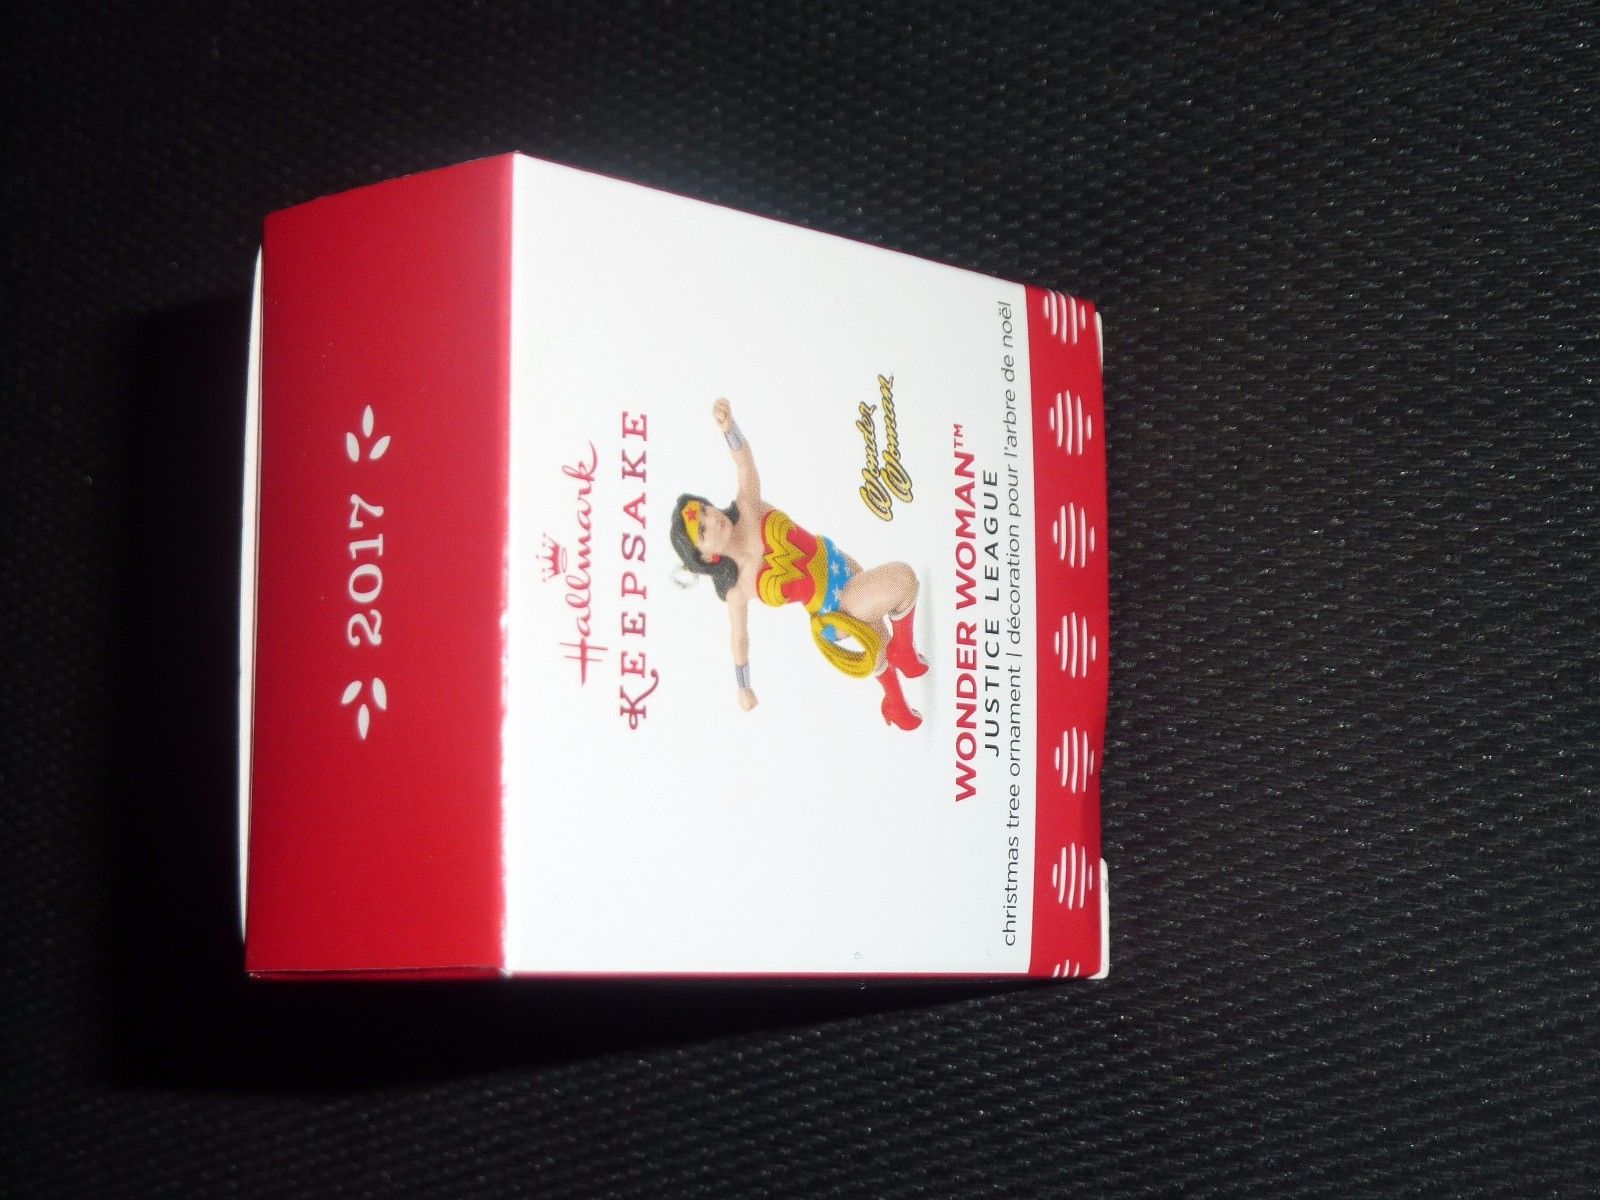 2017
Hallmark
KEEPSAKE
W
Wonder
Woman
WONDER WOMAN™
JUSTICE LEAGUE
christmas tree ornament | décoration pour l'arbre de noël